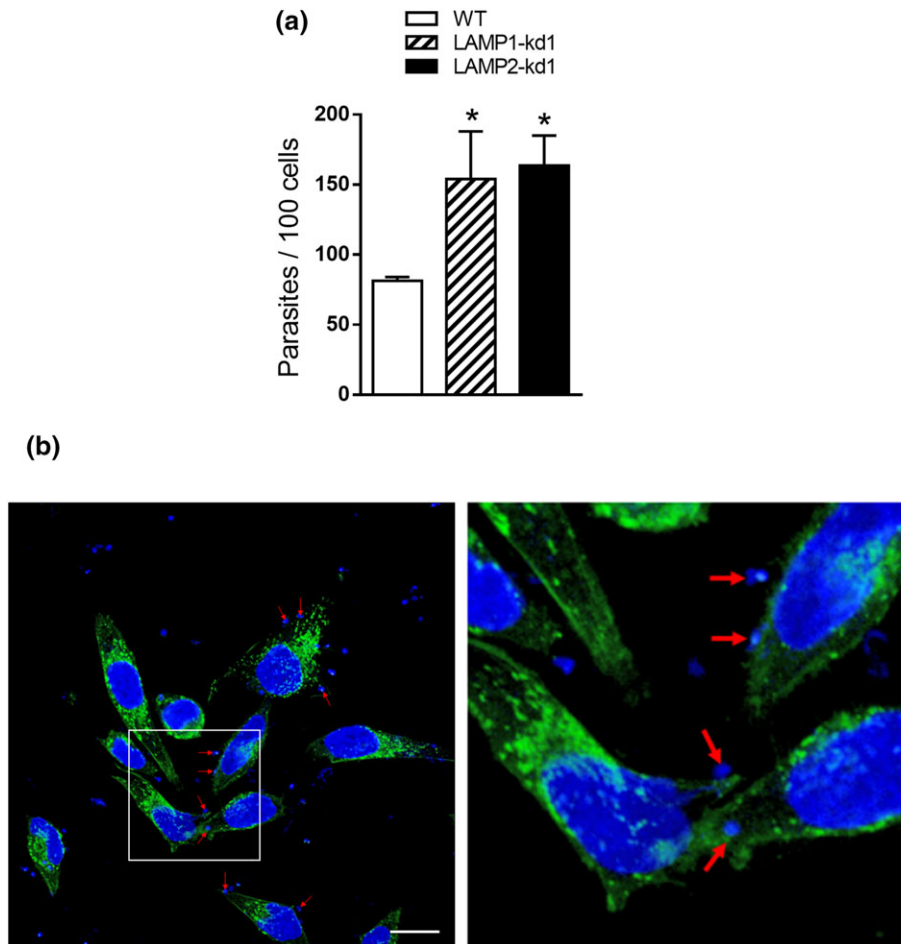 (a)
WT
LAMP1-kd1
LAMP2-kd1
Parasites / 100 cells
200
150
100
50
0
*
*
(b)